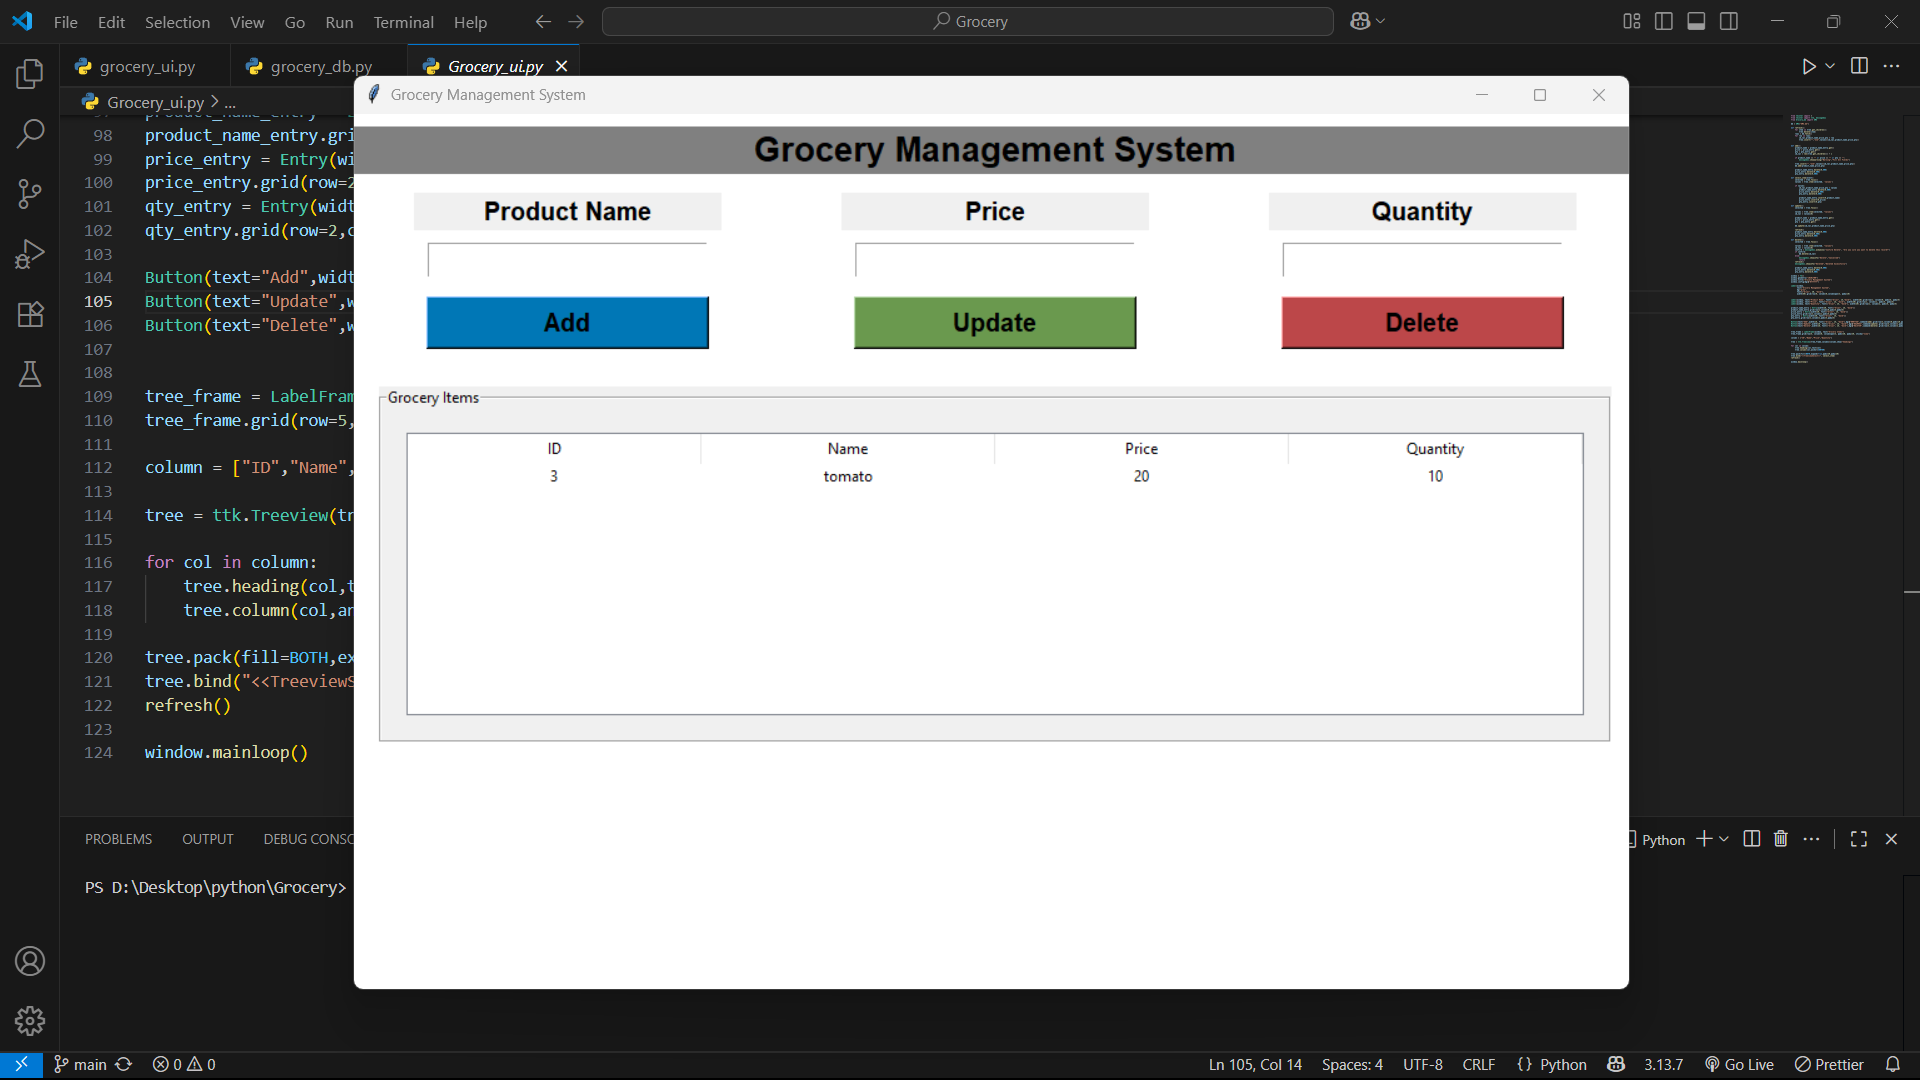 File Edit Selection View Go Run Terminal Help
Grocery
grocery_ui.py grocery_db.py Grocery_ui.py
Grocery_ui.py > ...
Grocery Management System
Grocery Management System
Product Name Price Quantity
Add Update Delete
Grocery Items
ID Name Price Quantity
3 tomato 20 10
98 product_name_entry.gri
99 price_entry = Entry(wi
100 price_entry.grid(row=2
101 qty_entry = Entry(widt
102 qty_entry.grid(row=2,c
103
104 Button(text="Add",widt
105 Button(text="Update",w
106 Button(text="Delete",w
107
108
109 tree_frame = LabelFram
110 tree_frame.grid(row=5,
111
112 column = ["ID","Name",
113
114 tree = ttk.Treeview(tr
115
116 for col in column:
117 tree.heading(col,t
118 tree.column(col,an
119
120 tree.pack(fill=BOTH,ex
121 tree.bind("<<TreeviewS
122 refresh()
123
124 window.mainloop()
PROBLEMS OUTPUT DEBUG CONSO
Python
PS D:\Desktop\python\Grocery>
main 0 0 Ln 105, Col 14 Spaces: 4 UTF-8 CRLF {} Python 3.13.7 Go Live Prettier